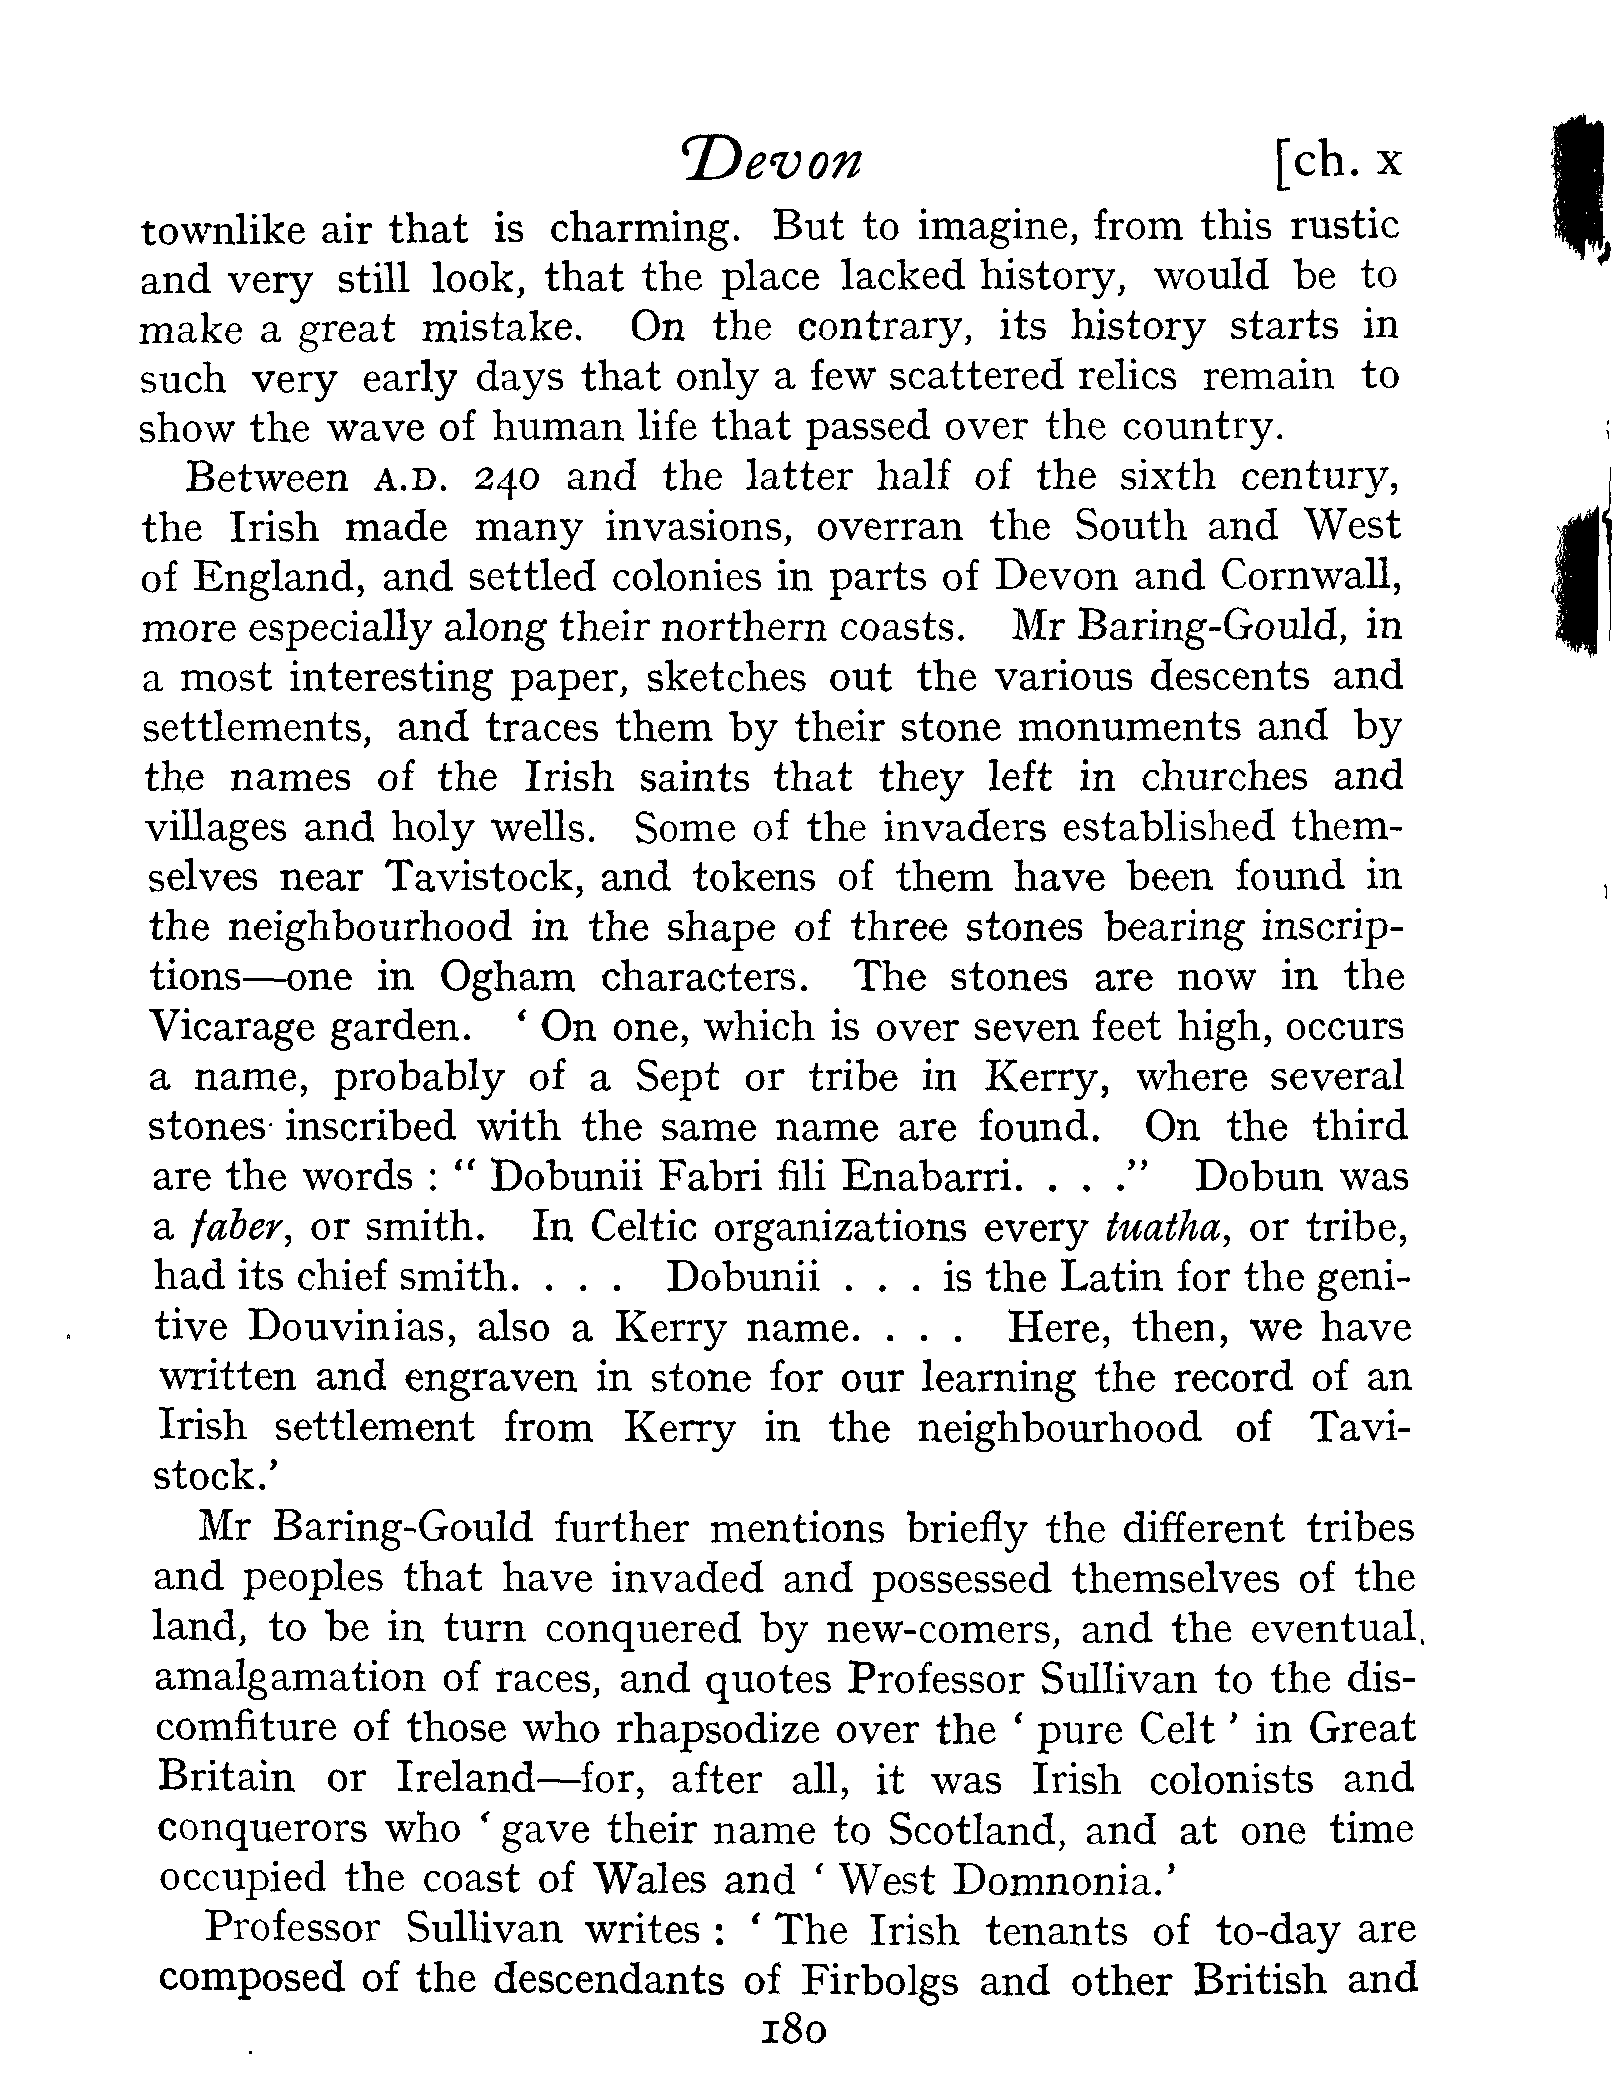 Devon [ch. x
townlike air that is charming. But to imagine, from this rustic
and very still look, that the place lacked history, would be to
make a great mistake. On the contrary, its history starts in
such very early days that only a few scattered relics remain to
show the wave of human life that passed over the country.
Between A.D. 240 and the latter half of the sixth century,
the Irish made many invasions, overran the South and West
of England, and settled colonies in parts of Devon and Cornwall,
more especially along their northern coasts. Mr Baring-Gould, in
a most interesting paper, sketches out the various descents and
settlements, and traces them by their stone monuments and by
the names of the Irish saints that they left in churches and
villages and holy wells. Some of the invaders established them-
selves near Tavistock, and tokens of them have been found in
the neighbourhood in the shape of three stones bearing inscrip-
tions—one in Ogham characters. The stones are now in the
Vicarage garden. ‘ On one, which is over seven feet high, occurs
a name, probably of a Sept or tribe in Kerry, where several
stones inscribed with the same name are found. On the third
are the words : “ Dobunii Fabri fili Enabarri. . . .” Dobun was
a faber, or smith. In Celtic organizations every tuatha, or tribe,
had its chief smith. . . . Dobunii . . . is the Latin for the geni-
tive Douvinias, also a Kerry name. . . . Here, then, we have
written and engraven in stone for our learning the record of an
Irish settlement from Kerry in the neighbourhood of Tavi-
stock.’
Mr Baring-Gould further mentions briefly the different tribes
and peoples that have invaded and possessed themselves of the
land, to be in turn conquered by new-comers, and the eventual
amalgamation of races, and quotes Professor Sullivan to the dis-
comfiture of those who rhapsodize over the ‘ pure Celt ’ in Great
Britain or Ireland—for, after all, it was Irish colonists and
conquerors who ‘ gave their name to Scotland, and at one time
occupied the coast of Wales and ‘ West Domnonia.’
Professor Sullivan writes : ‘ The Irish tenants of to-day are
composed of the descendants of Firbolgs and other British and
180